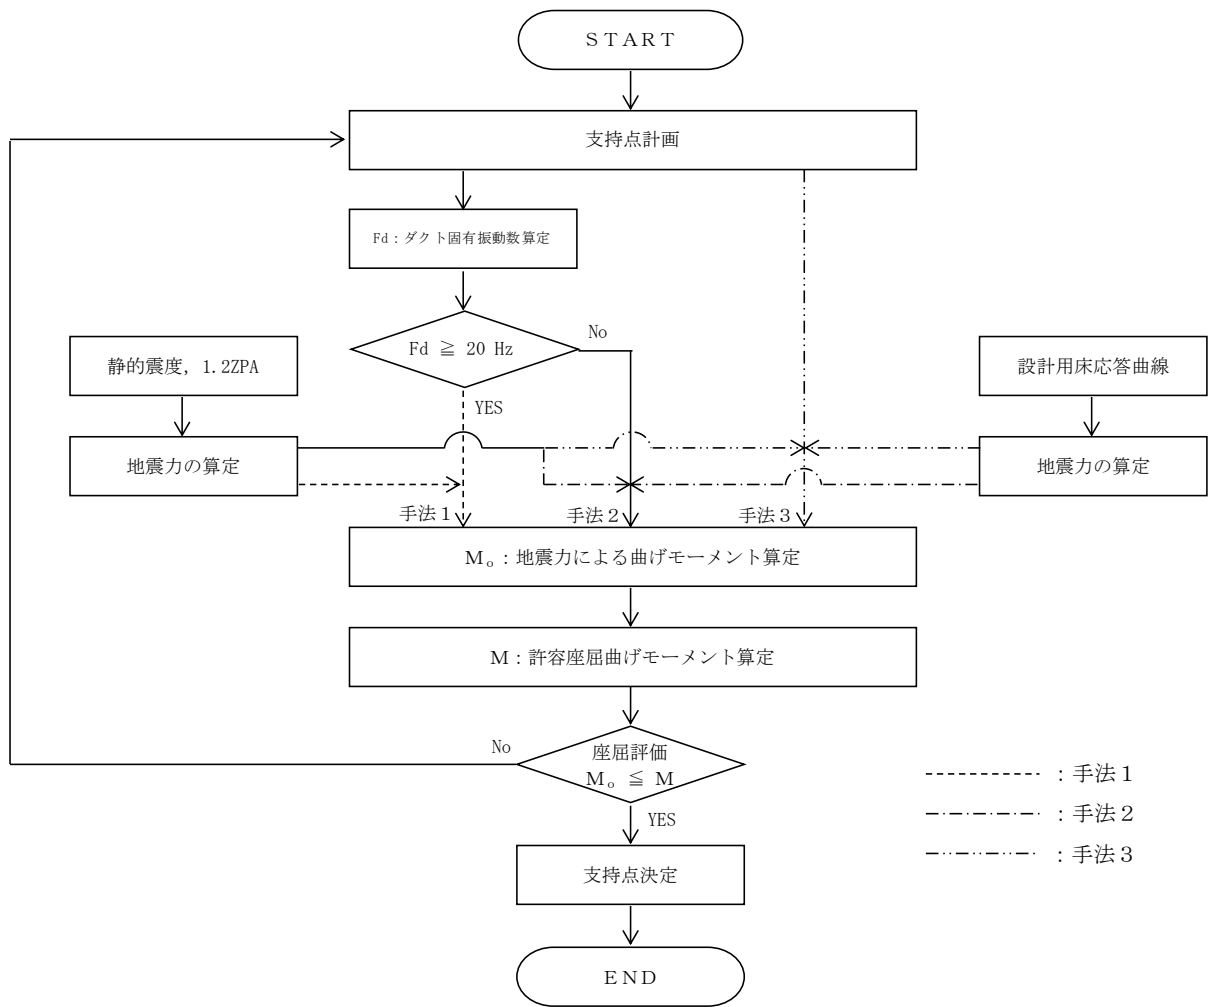 ＳＴＡＲＴ
支持点計画
Fd：ダクト固有振動数算定
Fd ≧ 20 Hz
No
YES
静的震度，1.2ZPA
地震力の算定
設計用床応答曲線
地震力の算定
手法１
手法２
手法３
Ｍₒ：地震力による曲げモーメント算定
Ｍ：許容座屈曲げモーメント算定
座屈評価
Ｍₒ ≦ Ｍ
No
YES
支持点決定
ＥＮＤ
：手法１
：手法２
：手法３